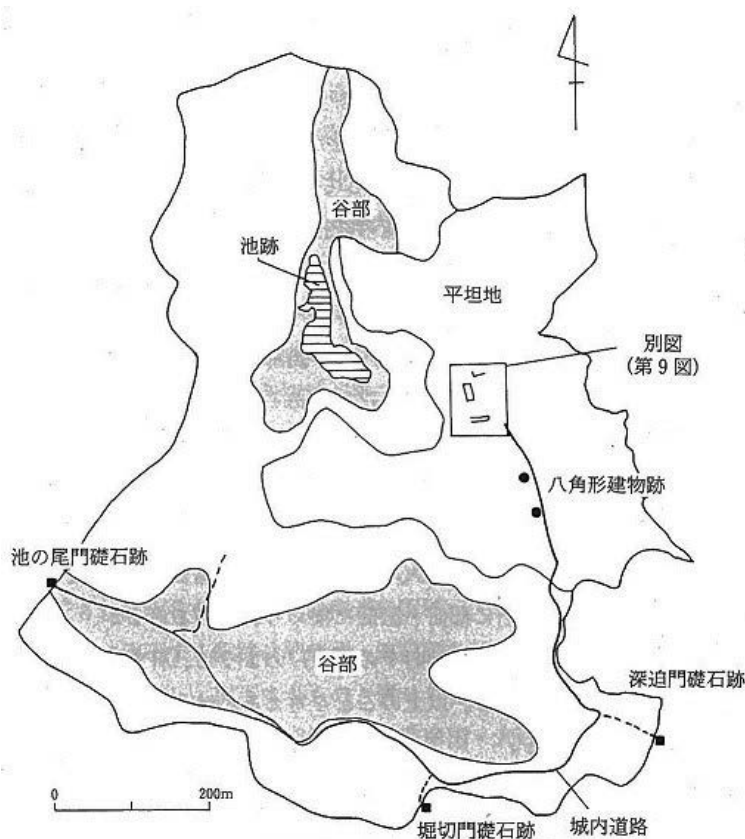 谷部
池跡
平坦地
別図
(第9図)
八角形建物跡
池の尾門礎石跡
谷部
深迫門礎石跡
0
200m
堀切門礎石跡
城内道路